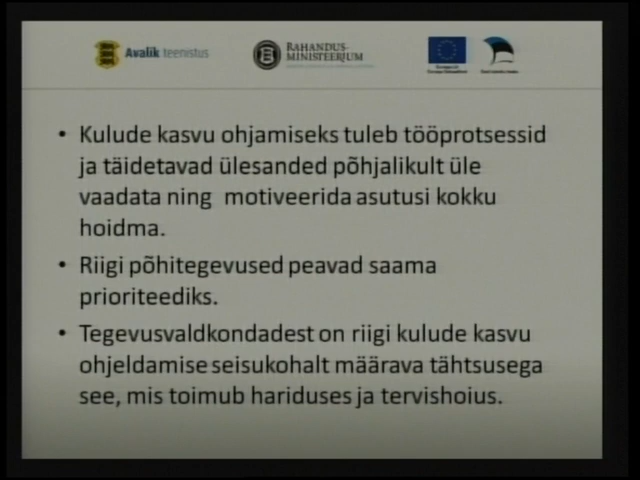 Avalik teenistus
RAHANDUS-
MINISTEERIUM
• Kulude kasvu ohjamiseks tuleb tööprotsessid
ja täidetavad ülesanded põhjalikult üle
vaadata ning motiveerida asutusi kokku
hoidma.
• Riigi põhitegevused peavad saama
prioriteediks.
• Tegevusvaldkondadest on riigi kulude kasvu
ohjeldamise seisukohalt määrava tähtsusega
see, mis toimub hariduses ja tervishoius.